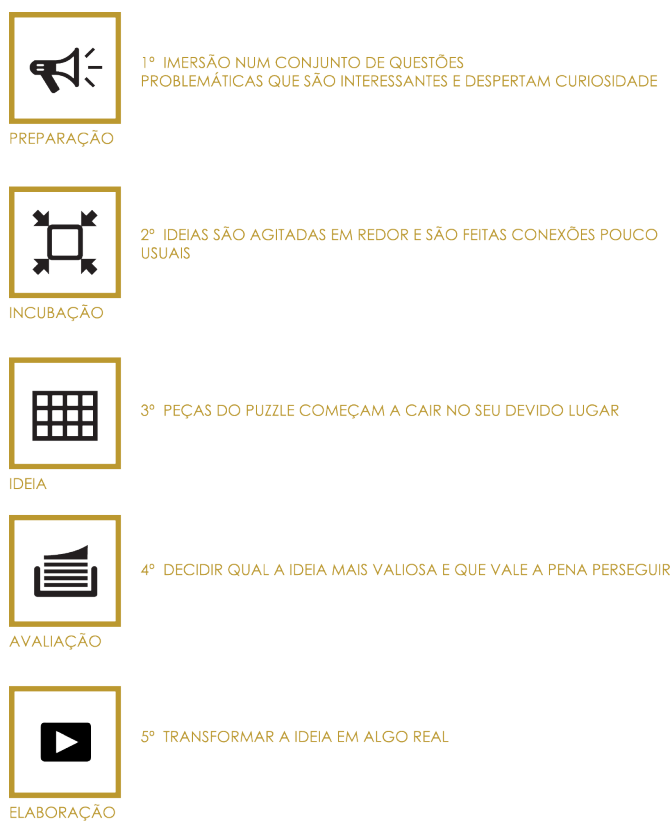 1º IMERSÃO NUM CONJUNTO DE QUESTÕES
PROBLEMÁTICAS QUE SÃO INTERESSANTES E DESPERTAM CURIOSIDADE
PREPARAÇÃO
2º IDEIAS SÃO AGITADAS EM REDOR E SÃO FEITAS CONEXÕES POUCO
USUAIS
INCUBAÇÃO
3º PEÇAS DO PUZZLE COMEÇAM A CAIR NO SEU DEVIDO LUGAR
IDEIA
4º DECIDIR QUAL A IDEIA MAIS VALIOSA E QUE VALE A PENA PERSEGUIR
AVALIAÇÃO
5º TRANSFORMAR A IDEIA EM ALGO REAL
ELABORAÇÃO